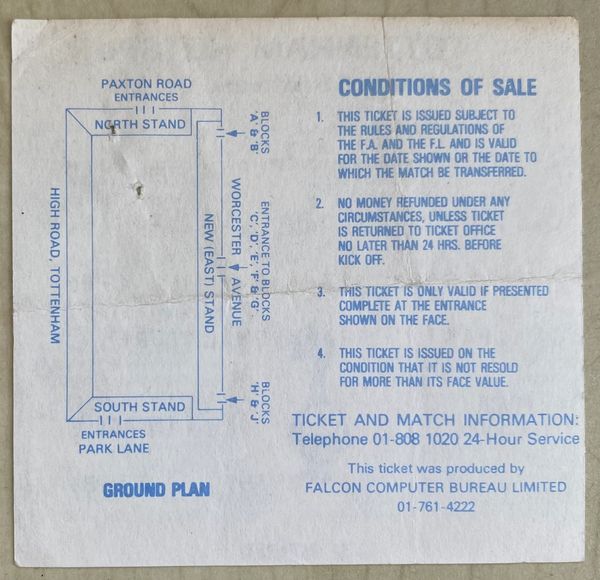 PAXTON ROAD
ENTRANCES
NORTH STAND
BLOCKS
'A' & 'B'
HIGH ROAD, TOTTENHAM
NEW (EAST) STAND
WORCESTER AVENUE
ENTRANCE TO BLOCKS
'C', 'D', 'E', 'F' & 'G'
BLOCKS
'H' & 'J'
SOUTH STAND
ENTRANCES
PARK LANE
GROUND PLAN
CONDITIONS OF SALE
1. THIS TICKET IS ISSUED SUBJECT TO
THE RULES AND REGULATIONS OF
THE F.A. AND THE F.L. AND IS VALID
FOR THE DATE SHOWN OR THE DATE TO
WHICH THE MATCH BE TRANSFERRED.
2. NO MONEY REFUNDED UNDER ANY
CIRCUMSTANCES, UNLESS TICKET
IS RETURNED TO TICKET OFFICE
NO LATER THAN 24 HRS. BEFORE
KICK OFF.
3. THIS TICKET IS ONLY VALID IF PRESENTED
COMPLETE AT THE ENTRANCE
SHOWN ON THE FACE.
4. THIS TICKET IS ISSUED ON THE
CONDITION THAT IT IS NOT RESOLD
FOR MORE THAN ITS FACE VALUE.
TICKET AND MATCH INFORMATION:
Telephone 01-808 1020 24-Hour Service
This ticket was produced by
FALCON COMPUTER BUREAU LIMITED
01-761-4222